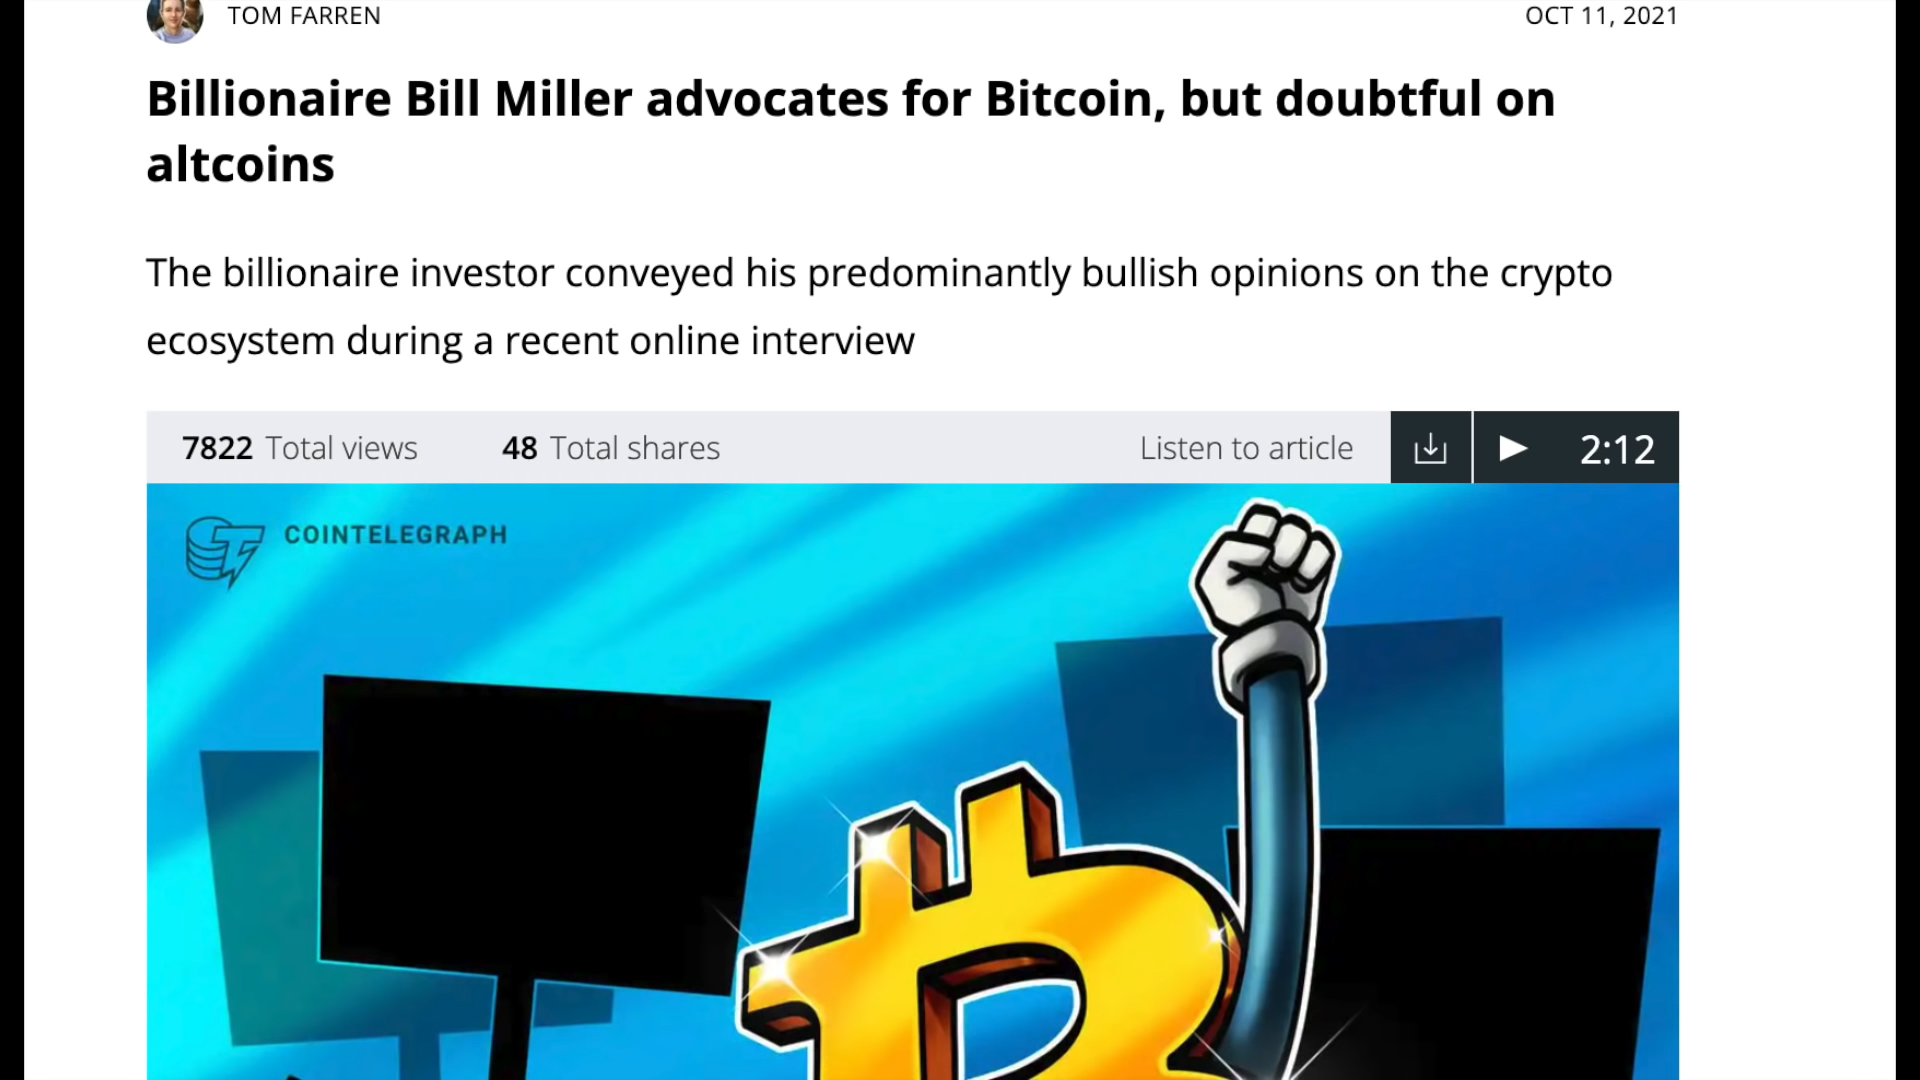 TOM FARREN
OCT 11, 2021
Billionaire Bill Miller advocates for Bitcoin, but doubtful on
altcoins
The billionaire investor conveyed his predominantly bullish opinions on the crypto
ecosystem during a recent online interview
7822 Total views 48 Total shares Listen to article 2:12
COINTELEGRAPH